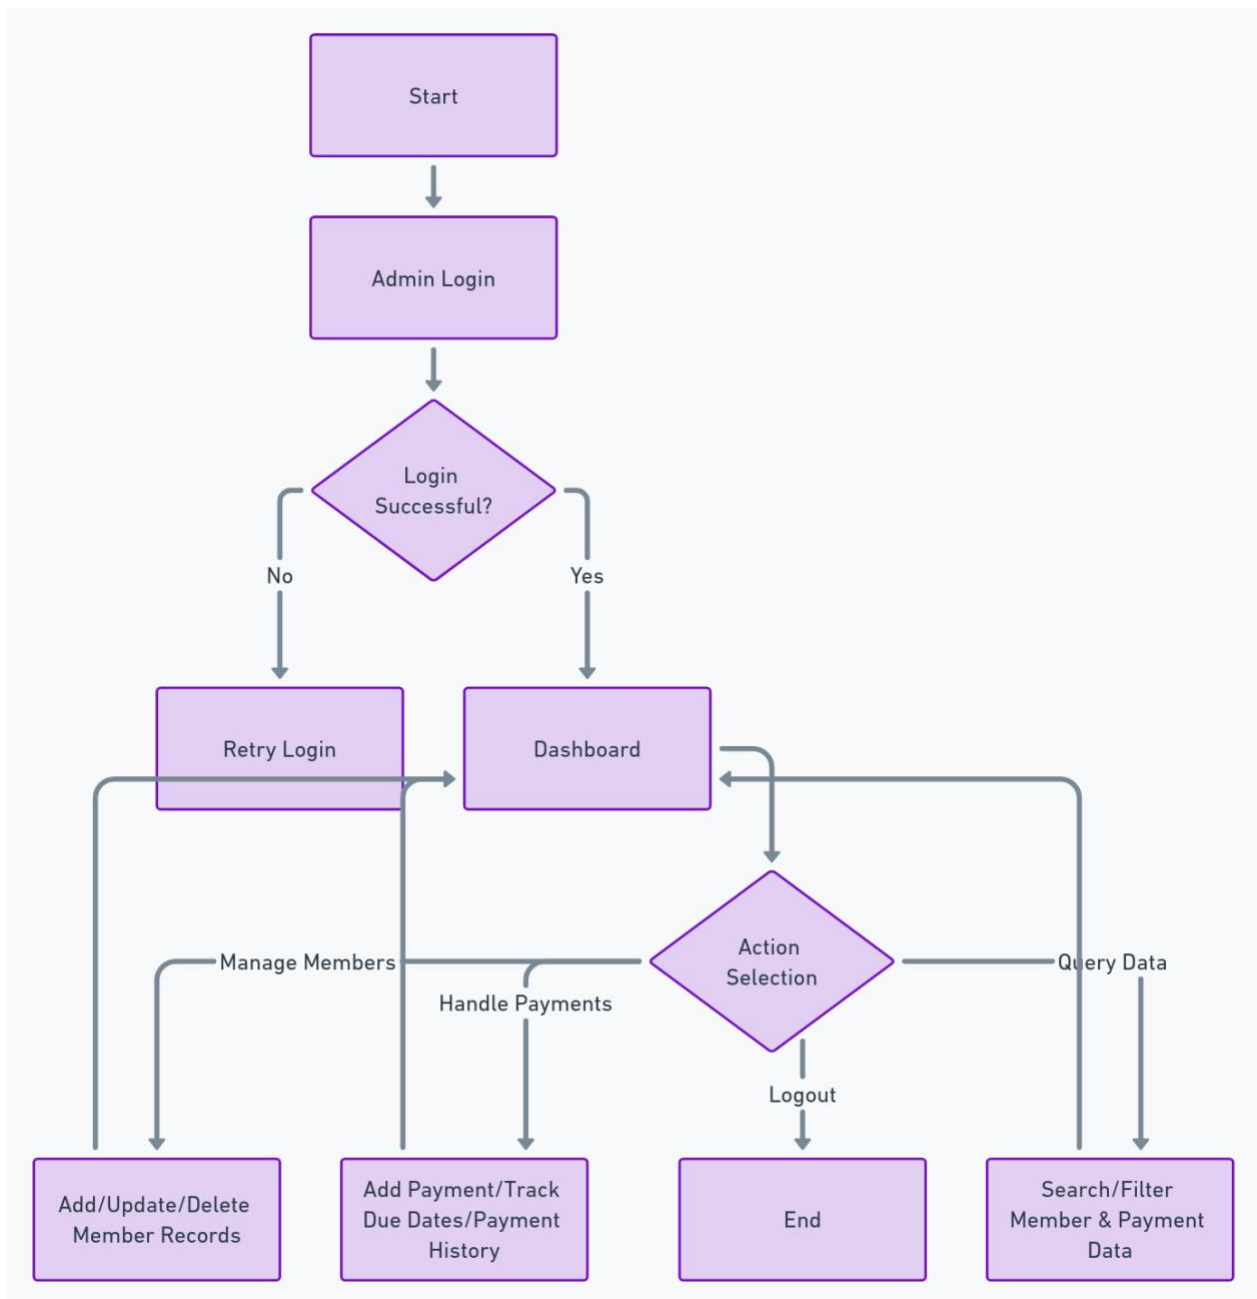 Start
Admin Login
Login
Successful?
No
Yes
Retry Login
Dashboard
Action
Selection
Manage Members
Query Data
Handle Payments
Logout
Add/Update/Delete
Member Records
Add Payment/Track
Due Dates/Payment
History
End
Search/Filter
Member & Payment
Data